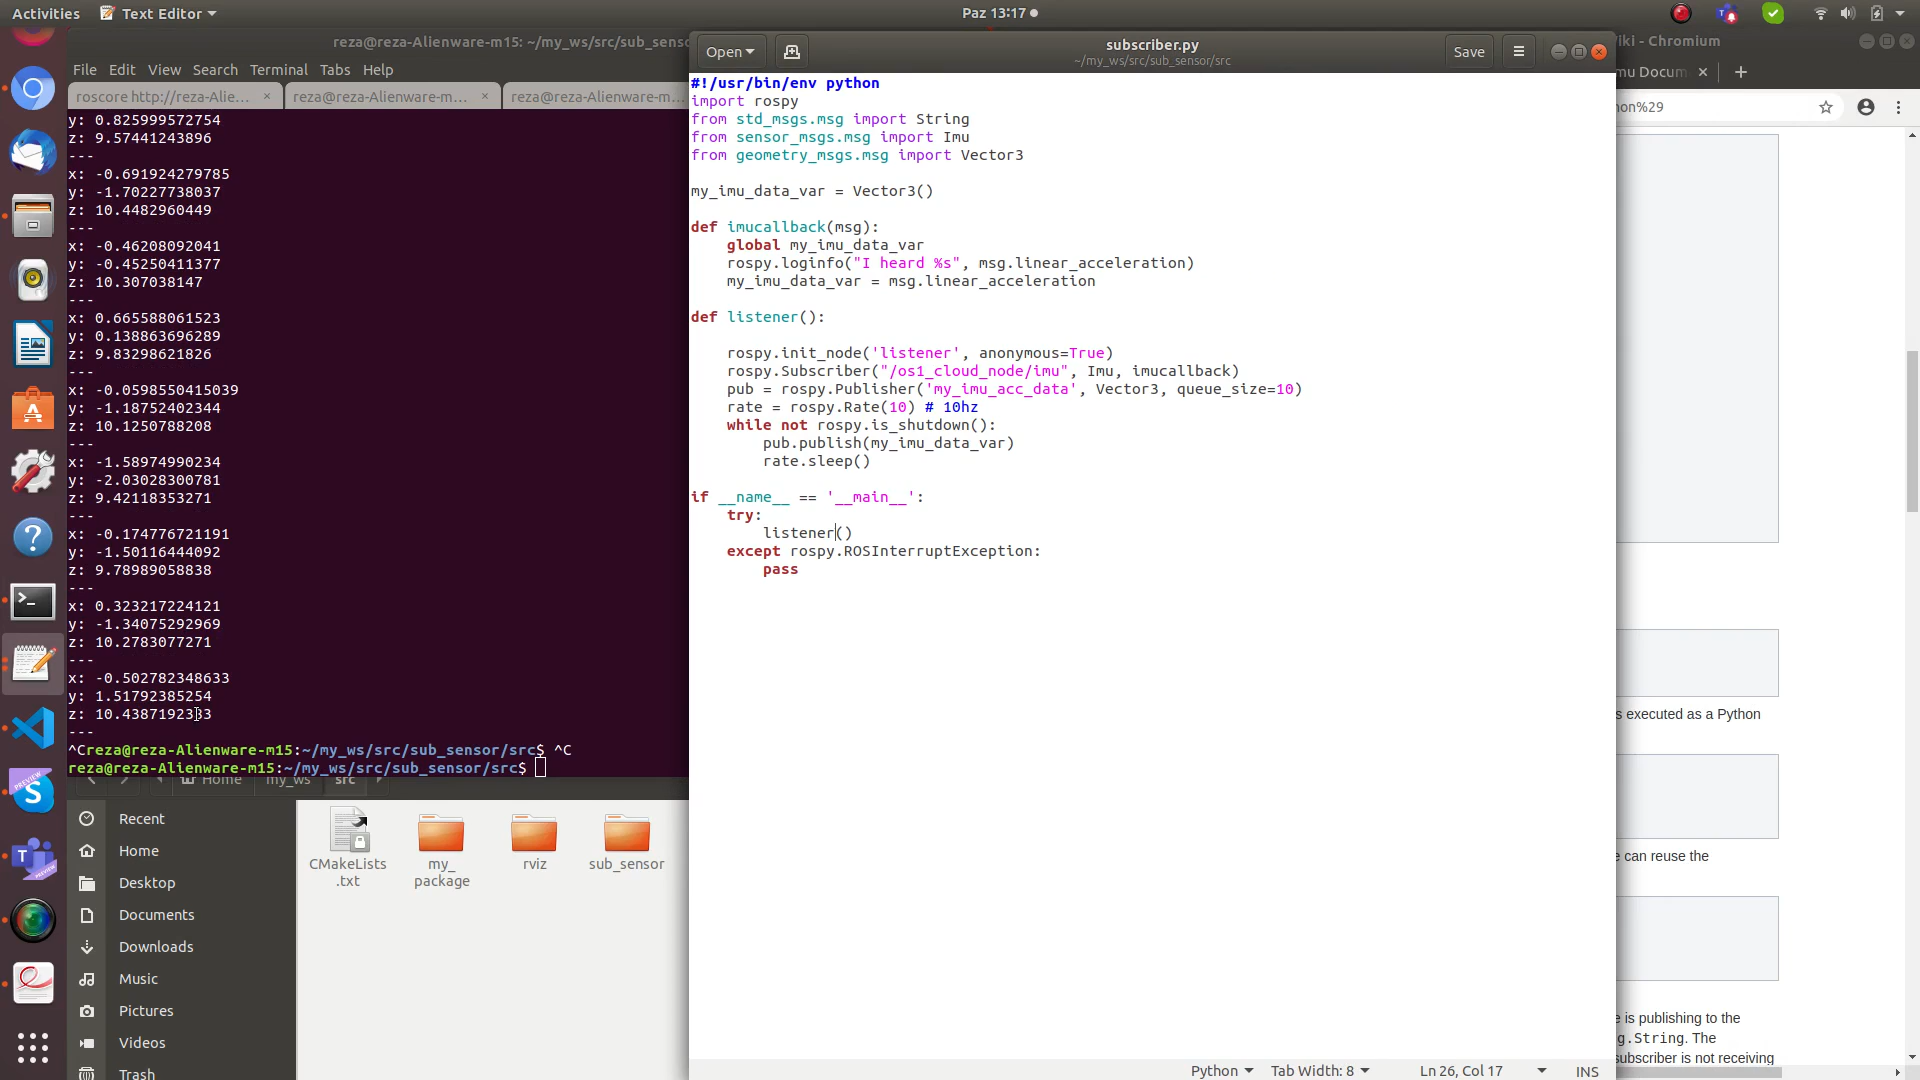 Activities
Text Editor
Paz 13:17
reza@reza-Alienware-m15: ~/my_ws/src/sub_senso
File Edit View Search Terminal Tabs Help
roscore http://reza-Alie...
reza@reza-Alienware-m...
reza@reza-Alienware-m...
y: 0.825999572754
z: 9.57441243896
---
x: -0.691924279785
y: -1.70227738037
z: 10.4482960449
---
x: -0.46208092041
y: -0.45250411377
z: 10.307038147
---
x: 0.665588061523
y: 0.138863696289
z: 9.83298621826
---
x: -0.0598550415039
y: -1.18752402344
z: 10.1250788208
---
x: -1.58974990234
y: -2.03028300781
z: 9.42118353271
---
x: -0.174776721191
y: -1.50116444092
z: 9.78989058838
---
x: 0.323217224121
y: -1.34075292969
z: 10.2783077271
---
x: -0.502782348633
y: 1.51792385254
z: 10.4387192333
---
^Creza@reza-Alienware-m15:~/my_ws/src/sub_sensor/src$ ^C
reza@reza-Alienware-m15:~/my_ws/src/sub_sensor/src$
Home my_ws src
Recent
Home
Desktop
Documents
Downloads
Music
Pictures
Videos
Trash
CMakeLists
.txt
my_
package
rviz
sub_sensor
Open
subscriber.py
~/my_ws/src/sub_sensor/src
Save
#!/usr/bin/env python
import rospy
from std_msgs.msg import String
from sensor_msgs.msg import Imu
from geometry_msgs.msg import Vector3
my_imu_data_var = Vector3()
def imucallback(msg):
global my_imu_data_var
rospy.loginfo("I heard %s", msg.linear_acceleration)
my_imu_data_var = msg.linear_acceleration
def listener():
rospy.init_node('listener', anonymous=True)
rospy.Subscriber("/os1_cloud_node/imu", Imu, imucallback)
pub = rospy.Publisher('my_imu_acc_data', Vector3, queue_size=10)
rate = rospy.Rate(10) # 10hz
while not rospy.is_shutdown():
pub.publish(my_imu_data_var)
rate.sleep()
if __name__ == '__main__':
try:
listener()
except rospy.ROSInterruptException:
pass
Python
Tab Width: 8
Ln 26, Col 17
INS
iki - Chromium
mu Docum
on%29
s executed as a Python
e can reuse the
e is publishing to the
g.String. The
subscriber is not receiving
PREVIEW
S
T
PREVIEW